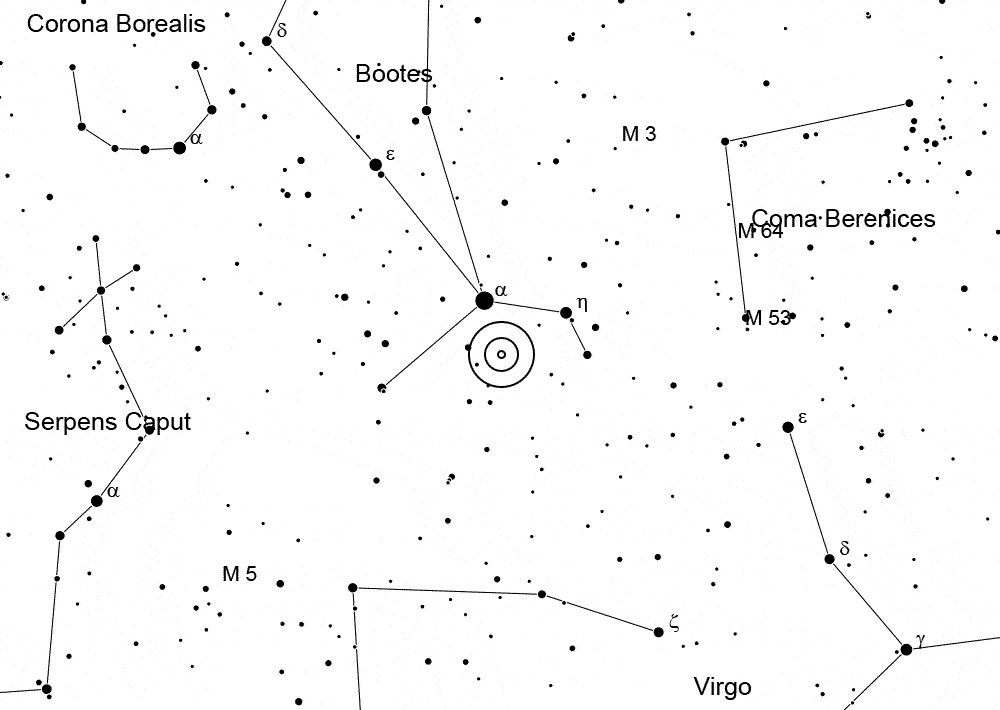 Corona Borealis
δ
Bootes
α
M 3
ε
Coma Berenices
M 64
α
η
M 53
Serpens Caput
ε
α
δ
M 5
ζ
γ
Virgo